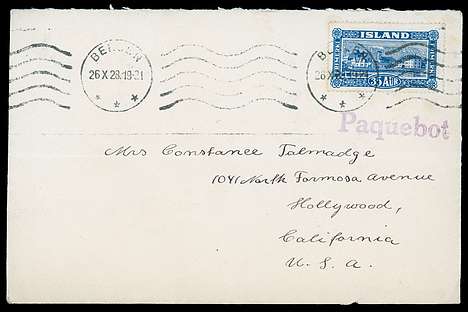 BERGEN
26 X 28.19-21
ISLAND
35 AUR
Paquebot
Mrs Constance Talmadge
1041 North Formosa Avenue
Hollywood,
California
U. S. A.